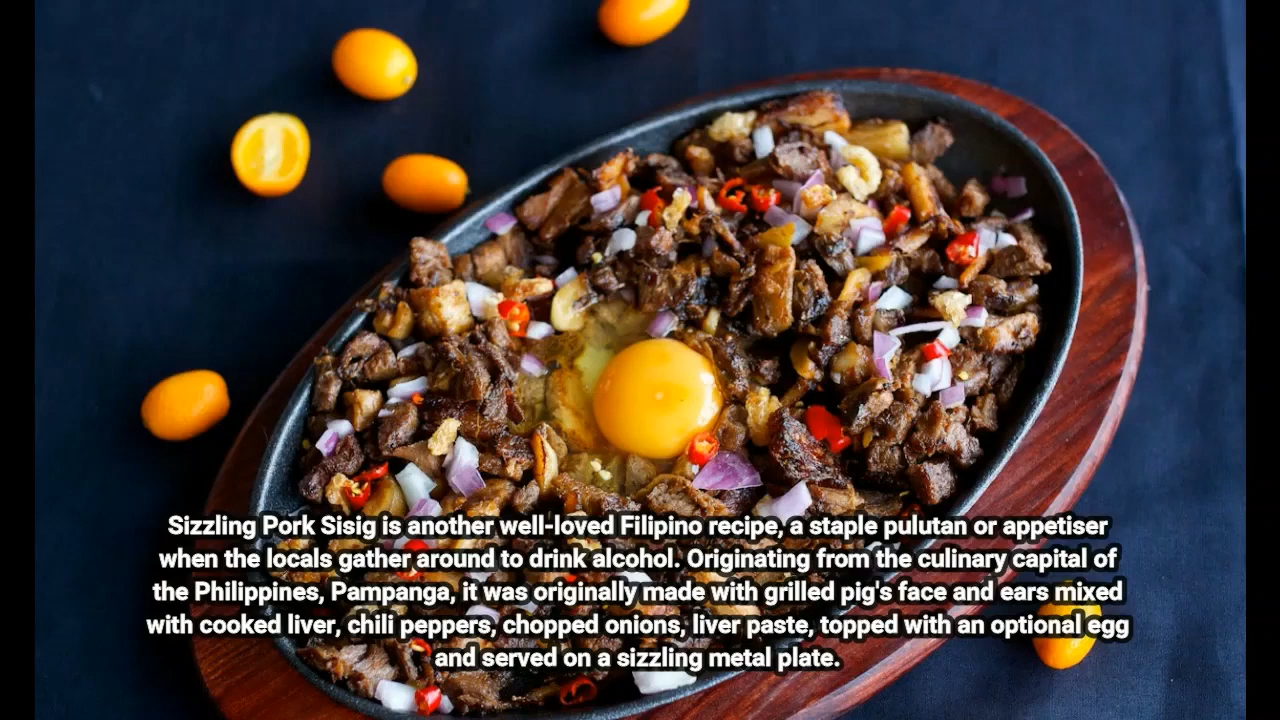 Sizzling Pork Sisig is another well-loved Filipino recipe, a staple pulutan or appetiser
when the locals gather around to drink alcohol. Originating from the culinary capital of
the Philippines, Pampanga, it was originally made with grilled pig's face and ears mixed
with cooked liver, chili peppers, chopped onions, liver paste, topped with an optional egg
and served on a sizzling metal plate.